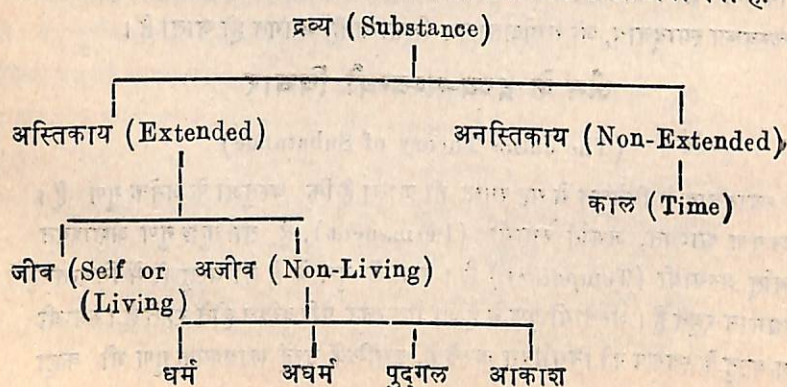 द्रव्य (Substance)
अस्तिकाय (Extended) अनस्तिकाय (Non-Extended)
काल (Time)
जीव (Self or अजीव (Non-Living)
(Living)
धर्म अधर्म पुद्गल आकाश